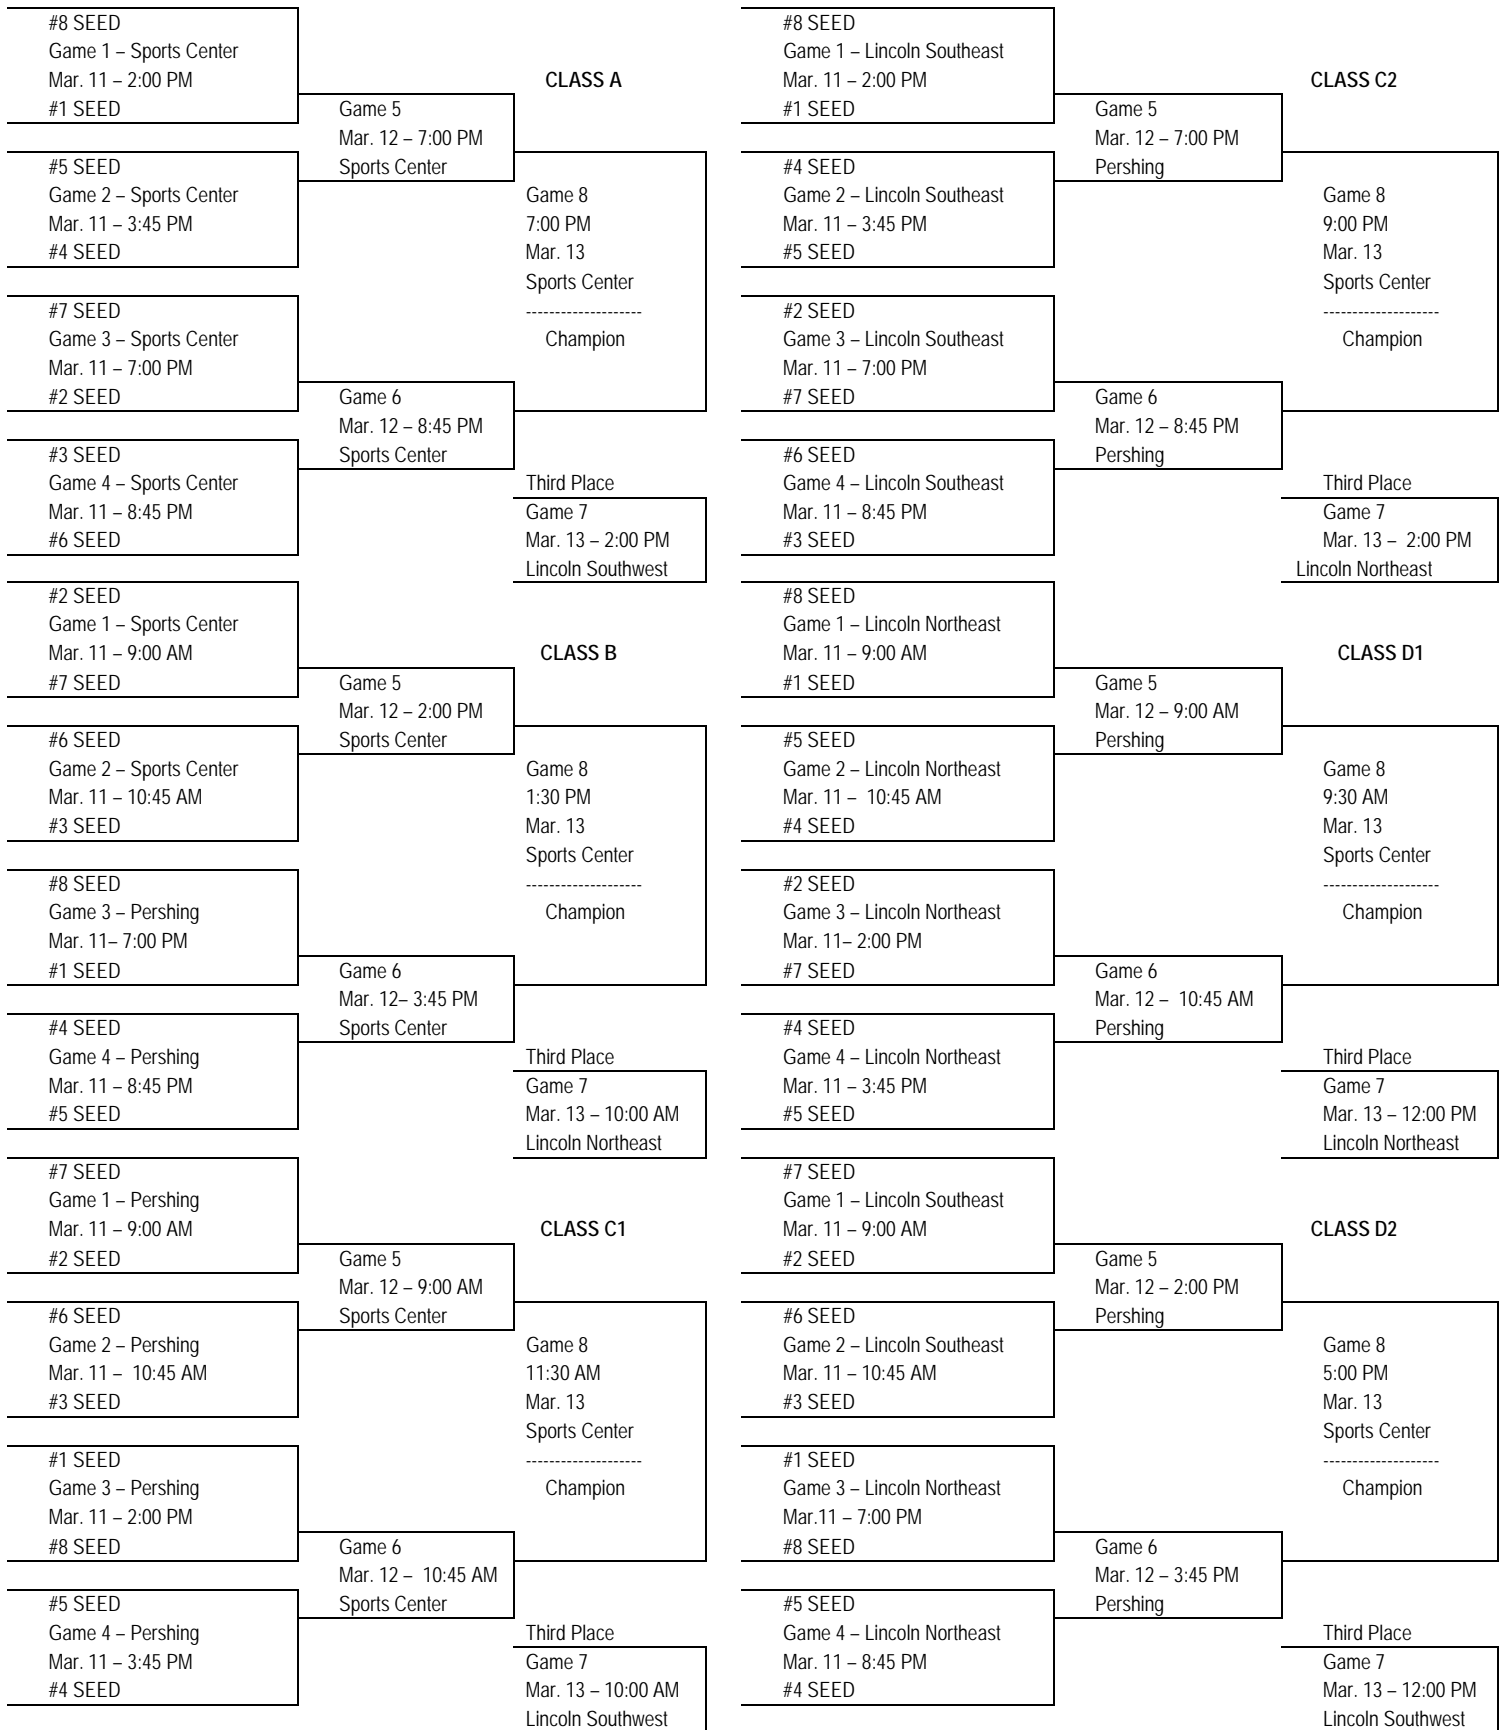 #8 SEED
Game 1 – Sports Center
Mar. 11 – 2:00 PM
#1 SEED
#5 SEED
Game 2 – Sports Center
Mar. 11 – 3:45 PM
#4 SEED
#7 SEED
Game 3 – Sports Center
Mar. 11 – 7:00 PM
#2 SEED
#3 SEED
Game 4 – Sports Center
Mar. 11 – 8:45 PM
#6 SEED
Game 5
Mar. 12 – 7:00 PM
Sports Center
Game 6
Mar. 12 – 8:45 PM
Sports Center
CLASS A
Game 8
7:00 PM
Mar. 13
Sports Center
--------------------
Champion
Third Place
Game 7
Mar. 13 – 2:00 PM
Lincoln Southwest
#2 SEED
Game 1 – Sports Center
Mar. 11 – 9:00 AM
#7 SEED
#6 SEED
Game 2 – Sports Center
Mar. 11 – 10:45 AM
#3 SEED
#8 SEED
Game 3 – Pershing
Mar. 11– 7:00 PM
#1 SEED
#4 SEED
Game 4 – Pershing
Mar. 11 – 8:45 PM
#5 SEED
Game 5
Mar. 12 – 2:00 PM
Sports Center
Game 6
Mar. 12– 3:45 PM
Sports Center
CLASS B
Game 8
1:30 PM
Mar. 13
Sports Center
--------------------
Champion
Third Place
Game 7
Mar. 13 – 10:00 AM
Lincoln Northeast
#7 SEED
Game 1 – Pershing
Mar. 11 – 9:00 AM
#2 SEED
#6 SEED
Game 2 – Pershing
Mar. 11 –  10:45 AM
#3 SEED
#1 SEED
Game 3 – Pershing
Mar. 11 – 2:00 PM
#8 SEED
#5 SEED
Game 4 – Pershing
Mar. 11 – 3:45 PM
#4 SEED
Game 5
Mar. 12 – 9:00 AM
Sports Center
Game 6
Mar. 12 –  10:45 AM
Sports Center
CLASS C1
Game 8
11:30 AM
Mar. 13
Sports Center
--------------------
Champion
Third Place
Game 7
Mar. 13 – 10:00 AM
Lincoln Southwest
#8 SEED
Game 1 – Lincoln Southeast
Mar. 11 – 2:00 PM
#1 SEED
#4 SEED
Game 2 – Lincoln Southeast
Mar. 11 – 3:45 PM
#5 SEED
#2 SEED
Game 3 – Lincoln Southeast
Mar. 11 – 7:00 PM
#7 SEED
#6 SEED
Game 4 – Lincoln Southeast
Mar. 11 – 8:45 PM
#3 SEED
Game 5
Mar. 12 – 7:00 PM
Pershing
Game 6
Mar. 12 – 8:45 PM
Pershing
CLASS C2
Game 8
9:00 PM
Mar. 13
Sports Center
--------------------
Champion
Third Place
Game 7
Mar. 13 –  2:00 PM
Lincoln Northeast
#8 SEED
Game 1 – Lincoln Northeast
Mar. 11 – 9:00 AM
#1 SEED
#5 SEED
Game 2 – Lincoln Northeast
Mar. 11 –  10:45 AM
#4 SEED
#2 SEED
Game 3 – Lincoln Northeast
Mar. 11– 2:00 PM
#7 SEED
#4 SEED
Game 4 – Lincoln Northeast
Mar. 11 – 3:45 PM
#5 SEED
Game 5
Mar. 12 – 9:00 AM
Pershing
Game 6
Mar. 12 –  10:45 AM
Pershing
CLASS D1
Game 8
9:30 AM
Mar. 13
Sports Center
--------------------
Champion
Third Place
Game 7
Mar. 13 – 12:00 PM
Lincoln Northeast
#7 SEED
Game 1 – Lincoln Southeast
Mar. 11 – 9:00 AM
#2 SEED
#6 SEED
Game 2 – Lincoln Southeast
Mar. 11 – 10:45 AM
#3 SEED
#1 SEED
Game 3 – Lincoln Northeast
Mar.11 – 7:00 PM
#8 SEED
#5 SEED
Game 4 – Lincoln Northeast
Mar. 11 – 8:45 PM
#4 SEED
Game 5
Mar. 12 – 2:00 PM
Pershing
Game 6
Mar. 12 – 3:45 PM
Pershing
CLASS D2
Game 8
5:00 PM
Mar. 13
Sports Center
--------------------
Champion
Third Place
Game 7
Mar. 13 – 12:00 PM
Lincoln Southwest